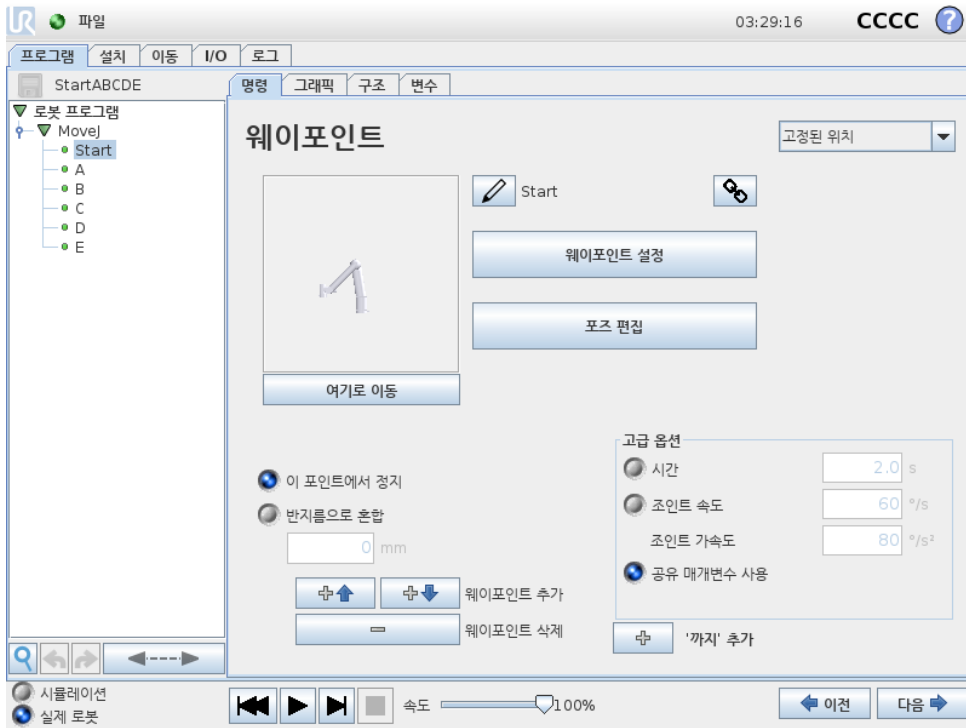 UR 파일 03:29:16 CCCC ?
프로그램 설치 이동 I/O 로그
StartABCDE
명령 그래픽 구조 변수
로봇 프로그램
MoveJ
Start
A
B
C
D
E
웨이포인트
고정된 위치
Start
웨이포인트 설정
포즈 편집
여기로 이동
이 포인트에서 정지
반지름으로 혼합
0 mm
웨이포인트 추가
웨이포인트 삭제
고급 옵션
시간 2.0 s
조인트 속도 60 °/s
조인트 가속도 80 °/s²
공유 매개변수 사용
'까지' 추가
시뮬레이션
실제 로봇
속도 100%
이전 다음